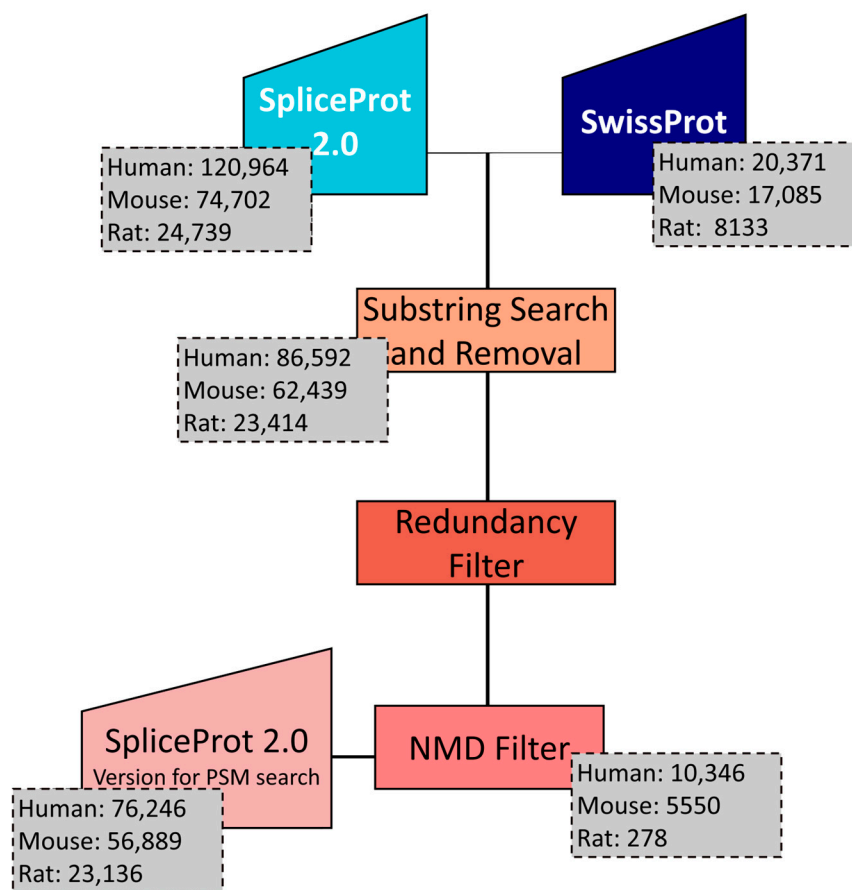 SpliceProt
2.0
Human: 120,964
Mouse: 74,702
Rat: 24,739
SwissProt
Human: 20,371
Mouse: 17,085
Rat:  8133
Substring Search
and Removal
Human: 86,592
Mouse: 62,439
Rat: 23,414
Redundancy
Filter
NMD Filter
Human: 10,346
Mouse: 5550
Rat: 278
SpliceProt 2.0
Version for PSM search
Human: 76,246
Mouse: 56,889
Rat: 23,136